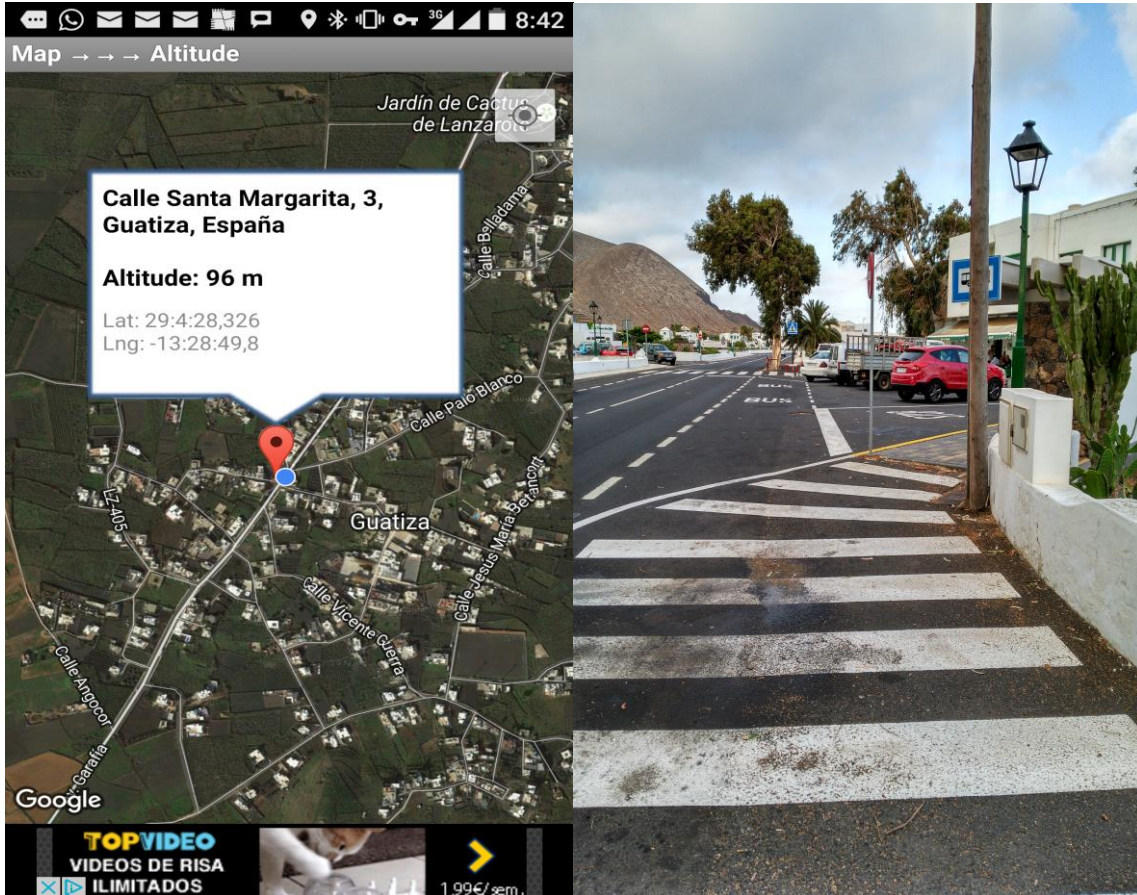 3G
8:42
Map → → → Altitude
Jardín de Cactus
de Lanzarote
Calle Santa Margarita, 3,
Guatiza, España
Altitude: 96 m
Lat: 29:4:28,326
Lng: -13:28:49,8
Calle Belladama
Calle Palo Blanco
LZ-405
Guatiza
Calle Jesus María Betancort
Calle Vicente Guerra
Calle Angocor
Garafía
Google
TOPVIDEO
VIDEOS DE RISA
ILIMITADOS
1.99€/sem.
BUS
BUS